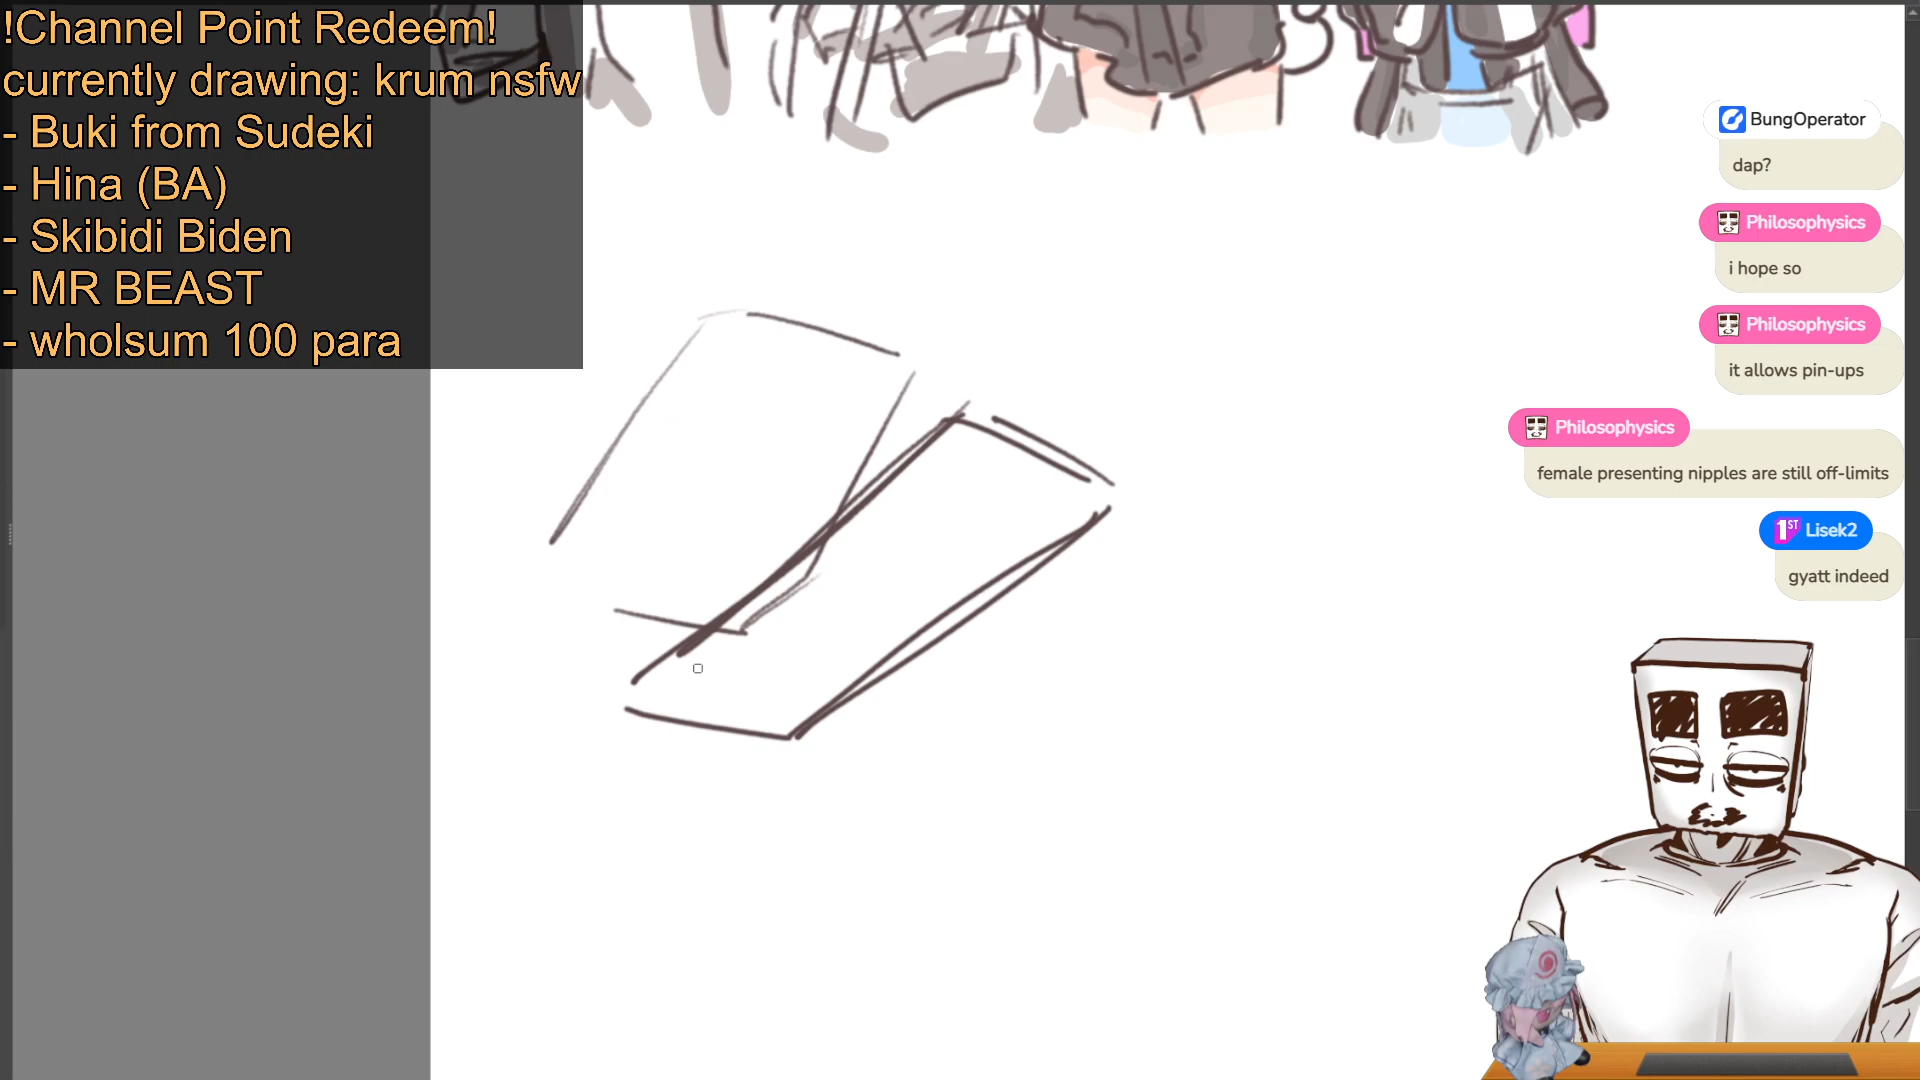 !Channel Point Redeem!
currently drawing: krum nsfw
- Buki from Sudeki
- Hina (BA)
- Skibidi Biden
- MR BEAST
- wholsum 100 para
BungOperator
dap?
Philosophysics
i hope so
Philosophysics
it allows pin-ups
Philosophysics
female presenting nipples are still off-limits
1ST Lisek2
gyatt indeed